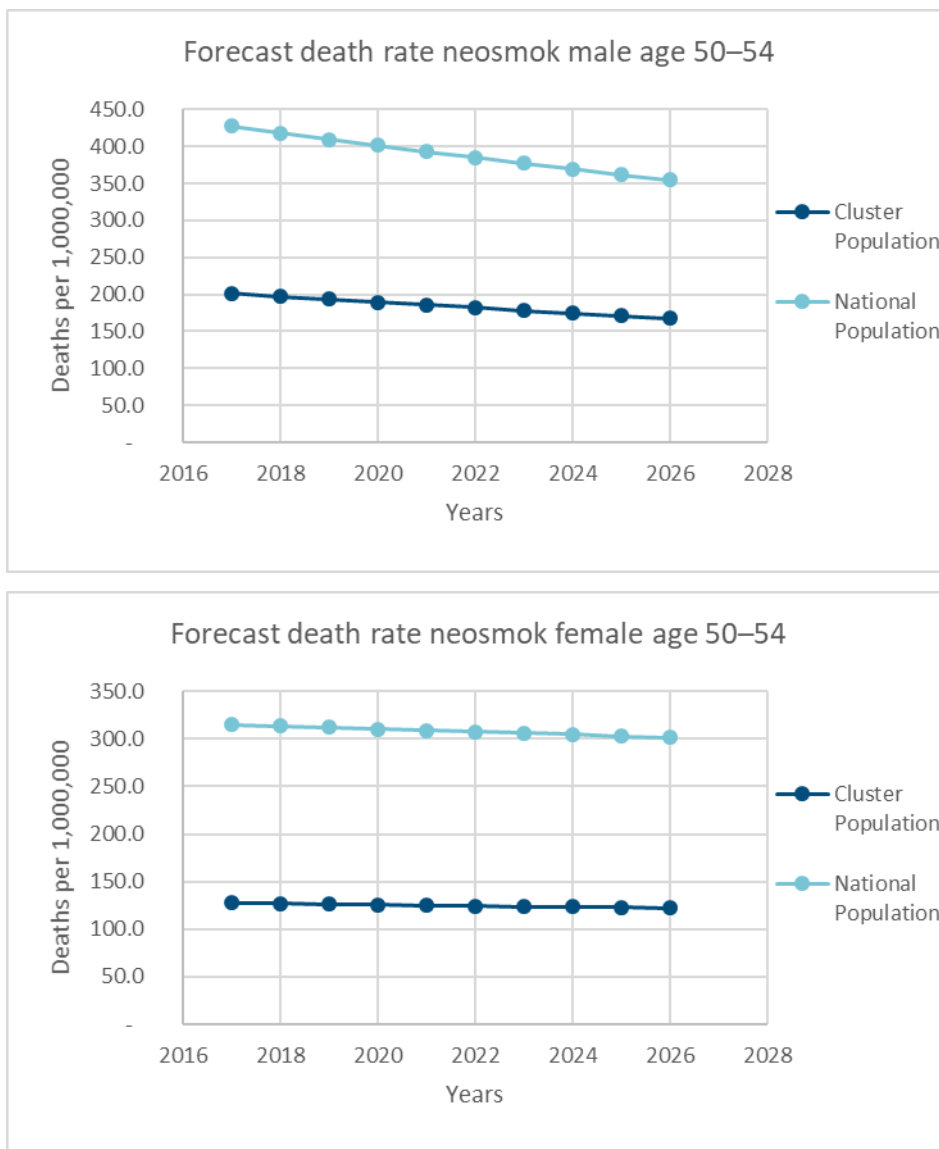 Forecast death rate neosmok male age 50–54
Deaths per 1,000,000
450.0
400.0
350.0
300.0
250.0
200.0
150.0
100.0
50.0
-
2016 2018 2020 2022 2024 2026 2028
Years
Cluster
Population
National
Population
Forecast death rate neosmok female age 50–54
Deaths per 1,000,000
350.0
300.0
250.0
200.0
150.0
100.0
50.0
-
2016 2018 2020 2022 2024 2026 2028
Years
Cluster
Population
National
Population